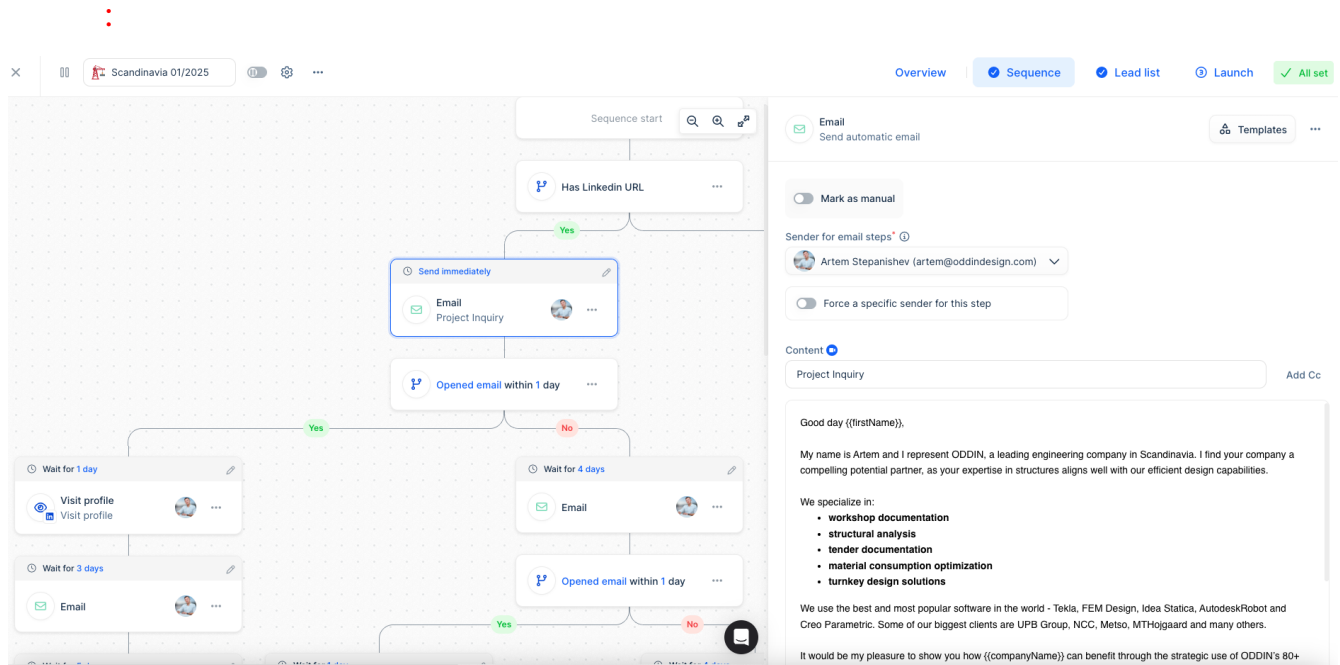 Scandinavia 01/2025
Overview
Sequence
Lead list
3 Launch
All set
Sequence start
Has Linkedin URL
Yes
Send immediately
Email
Project Inquiry
Opened email within 1 day
Yes
No
Wait for 1 day
Visit profile
Visit profile
Wait for 4 days
Email
Wait for 3 days
Email
Opened email within 1 day
Yes
No
Email
Send automatic email
Templates
Mark as manual
Sender for email steps*
Artem Stepanishev (artem@oddindesign.com)
Force a specific sender for this step
Content
Project Inquiry
Add Cc
Good day {{firstName}},
My name is Artem and I represent ODDIN, a leading engineering company in Scandinavia. I find your company a
compelling potential partner, as your expertise in structures aligns well with our efficient design capabilities.
We specialize in:
• workshop documentation
• structural analysis
• tender documentation
• material consumption optimization
• turnkey design solutions
We use the best and most popular software in the world - Tekla, FEM Design, Idea Statica, AutodeskRobot and
Creo Parametric. Some of our biggest clients are UPB Group, NCC, Metso, MTHojgaard and many others.
It would be my pleasure to show you how {{companyName}} can benefit through the strategic use of ODDIN's 80+